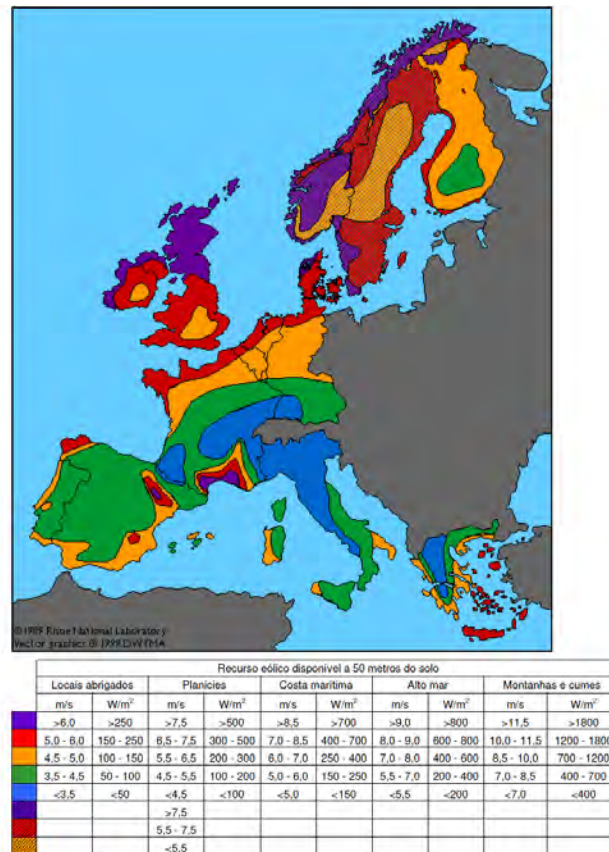 ©1989 Risoe National Laboratory
Vector graphics @ 1999 DWTMA
Recurso eólico disponivel a 50 metros do solo
Locais abrigados Planícies Costa marítima Alto mar Montanhas e cumes
m/s W/m² m/s W/m² m/s W/m² m/s W/m² m/s W/m²
>6,0 >250 >7,5 >500 >8,5 >700 >9,0 >800 >11,5 >1800
5,0 - 6,0 150 - 250 6,5 - 7,5 300 - 500 7,0 - 8,5 400 - 700 8,0 - 9,0 600 - 800 10,0 - 11,5 1200 - 1800
4,5 - 5,0 100 - 150 5,5 - 6,5 200 - 300 6,0 - 7,0 250 - 400 7,0 - 8,0 400 - 600 8,5 - 10,0 700 - 1200
3,5 - 4,5 50 - 100 4,5 - 5,5 100 - 200 5,0 - 6,0 150 - 250 5,5 - 7,0 200 - 400 7,0 - 8,5 400 - 700
<3,5 <50 <4,5 <100 <5,0 <150 <5,5 <200 <7,0 <400
>7,5
5,5 - 7,5
<5,5